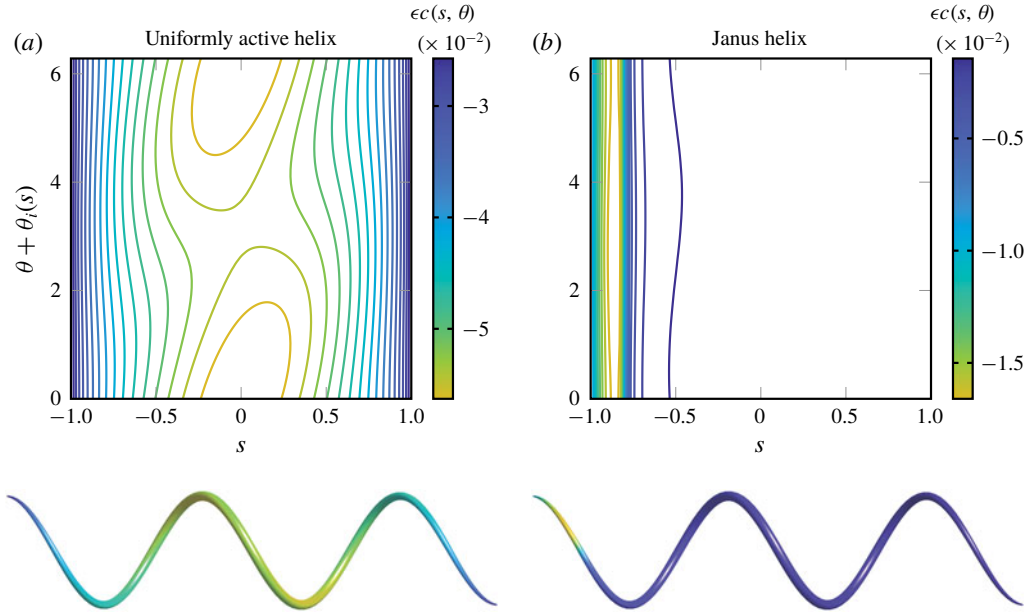 (a) Uniformly active helix
ϵc(s, θ)
(× 10⁻²)
6
4
2
0
θ + θᵢ(s)
−1.0 −0.5 0 0.5 1.0
s
−3
−4
−5
(b) Janus helix
ϵc(s, θ)
(× 10⁻²)
6
4
2
0
−1.0 −0.5 0 0.5 1.0
s
−0.5
−1.0
−1.5